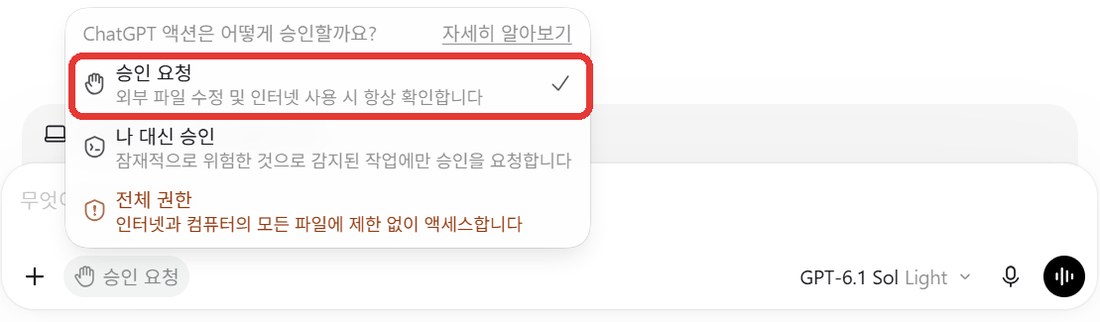 ChatGPT 액션은 어떻게 승인할까요? 자세히 알아보기
승인 요청
외부 파일 수정 및 인터넷 사용 시 항상 확인합니다
나 대신 승인
잠재적으로 위험한 것으로 감지된 작업에만 승인을 요청합니다
전체 권한
인터넷과 컴퓨터의 모든 파일에 제한 없이 액세스합니다
승인 요청 GPT-6.1 Sol Light